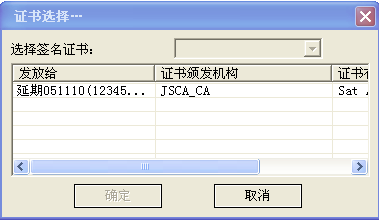 证书选择…
选择签名证书：
发放给 证书颁发机构 证书
延期051110(12345... JSCA_CA Sat
确定 取消